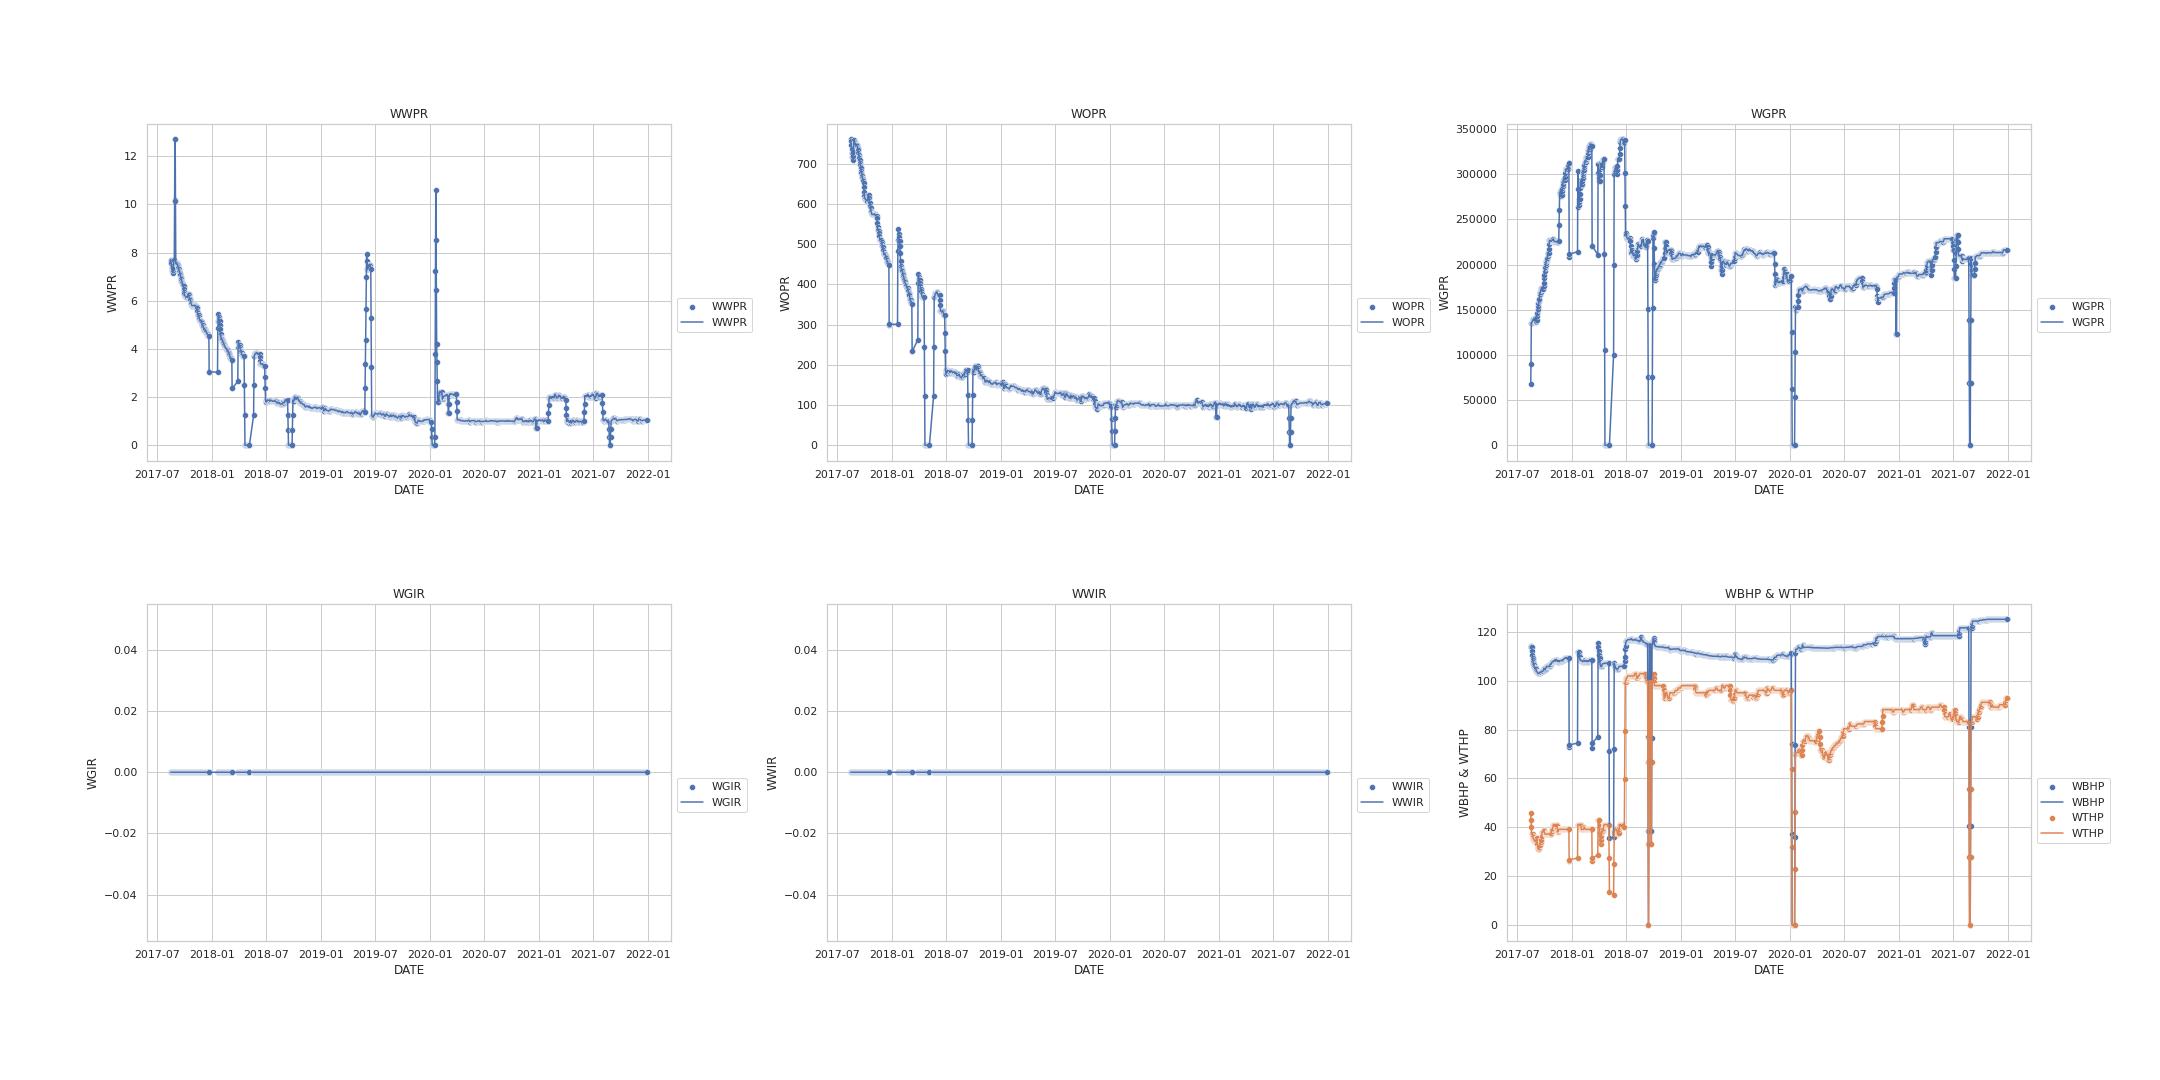 WWPR
WWPR
12
10
8
6
4
2
0
2017-07 2018-01 2018-07 2019-01 2019-07 2020-01 2020-07 2021-01 2021-07 2022-01
DATE
WWPR
WWPR
WOPR
WOPR
700
600
500
400
300
200
100
0
2017-07 2018-01 2018-07 2019-01 2019-07 2020-01 2020-07 2021-01 2021-07 2022-01
DATE
WOPR
WOPR
WGPR
WGPR
350000
300000
250000
200000
150000
100000
50000
0
2017-07 2018-01 2018-07 2019-01 2019-07 2020-01 2020-07 2021-01 2021-07 2022-01
DATE
WGPR
WGPR
WGIR
WGIR
0.04
0.02
0.00
−0.02
−0.04
2017-07 2018-01 2018-07 2019-01 2019-07 2020-01 2020-07 2021-01 2021-07 2022-01
DATE
WGIR
WGIR
WWIR
WWIR
0.04
0.02
0.00
−0.02
−0.04
2017-07 2018-01 2018-07 2019-01 2019-07 2020-01 2020-07 2021-01 2021-07 2022-01
DATE
WWIR
WWIR
WBHP & WTHP
WBHP & WTHP
120
100
80
60
40
20
0
2017-07 2018-01 2018-07 2019-01 2019-07 2020-01 2020-07 2021-01 2021-07 2022-01
DATE
WBHP
WBHP
WTHP
WTHP